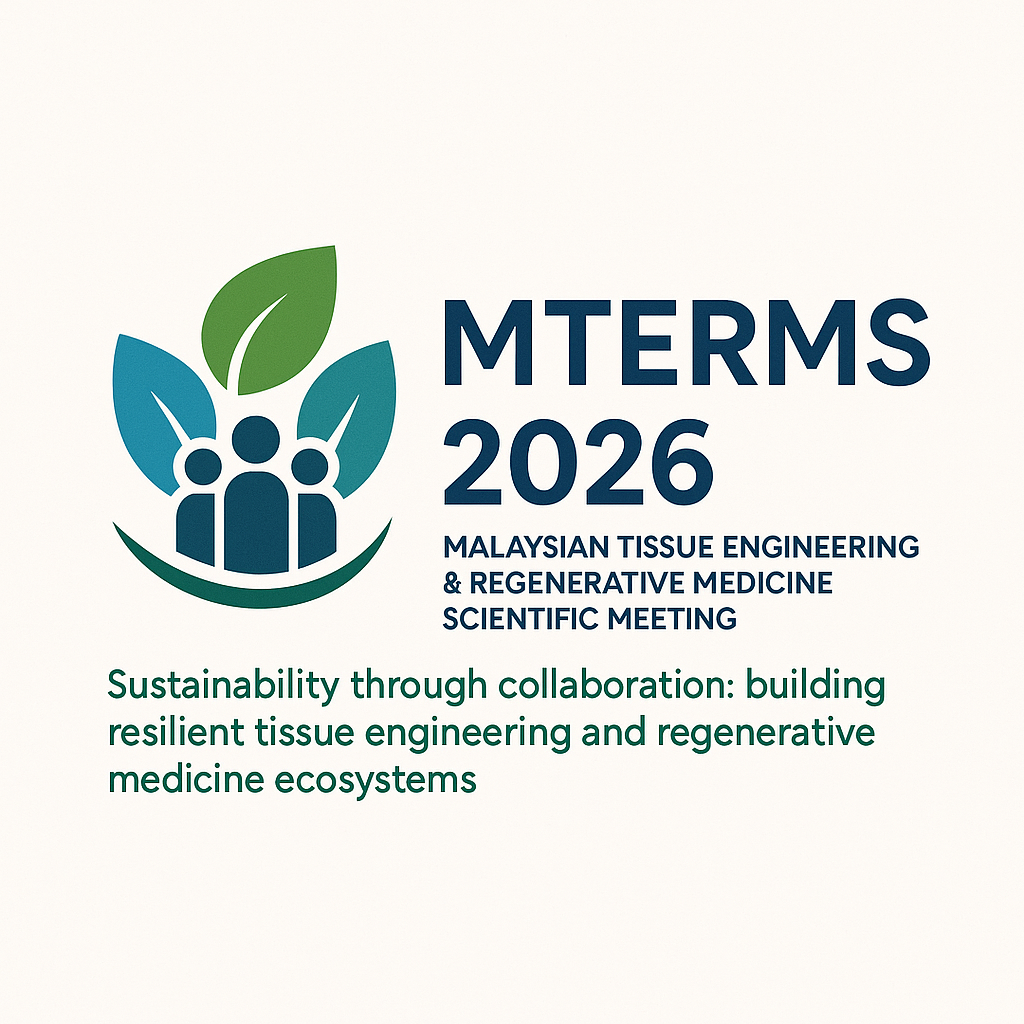 MTERMS
2026
MALAYSIAN TISSUE ENGINEERING
& REGENERATIVE MEDICINE
SCIENTIFIC MEETING
Sustainability through collaboration: building
resilient tissue engineering and regenerative
medicine ecosystems